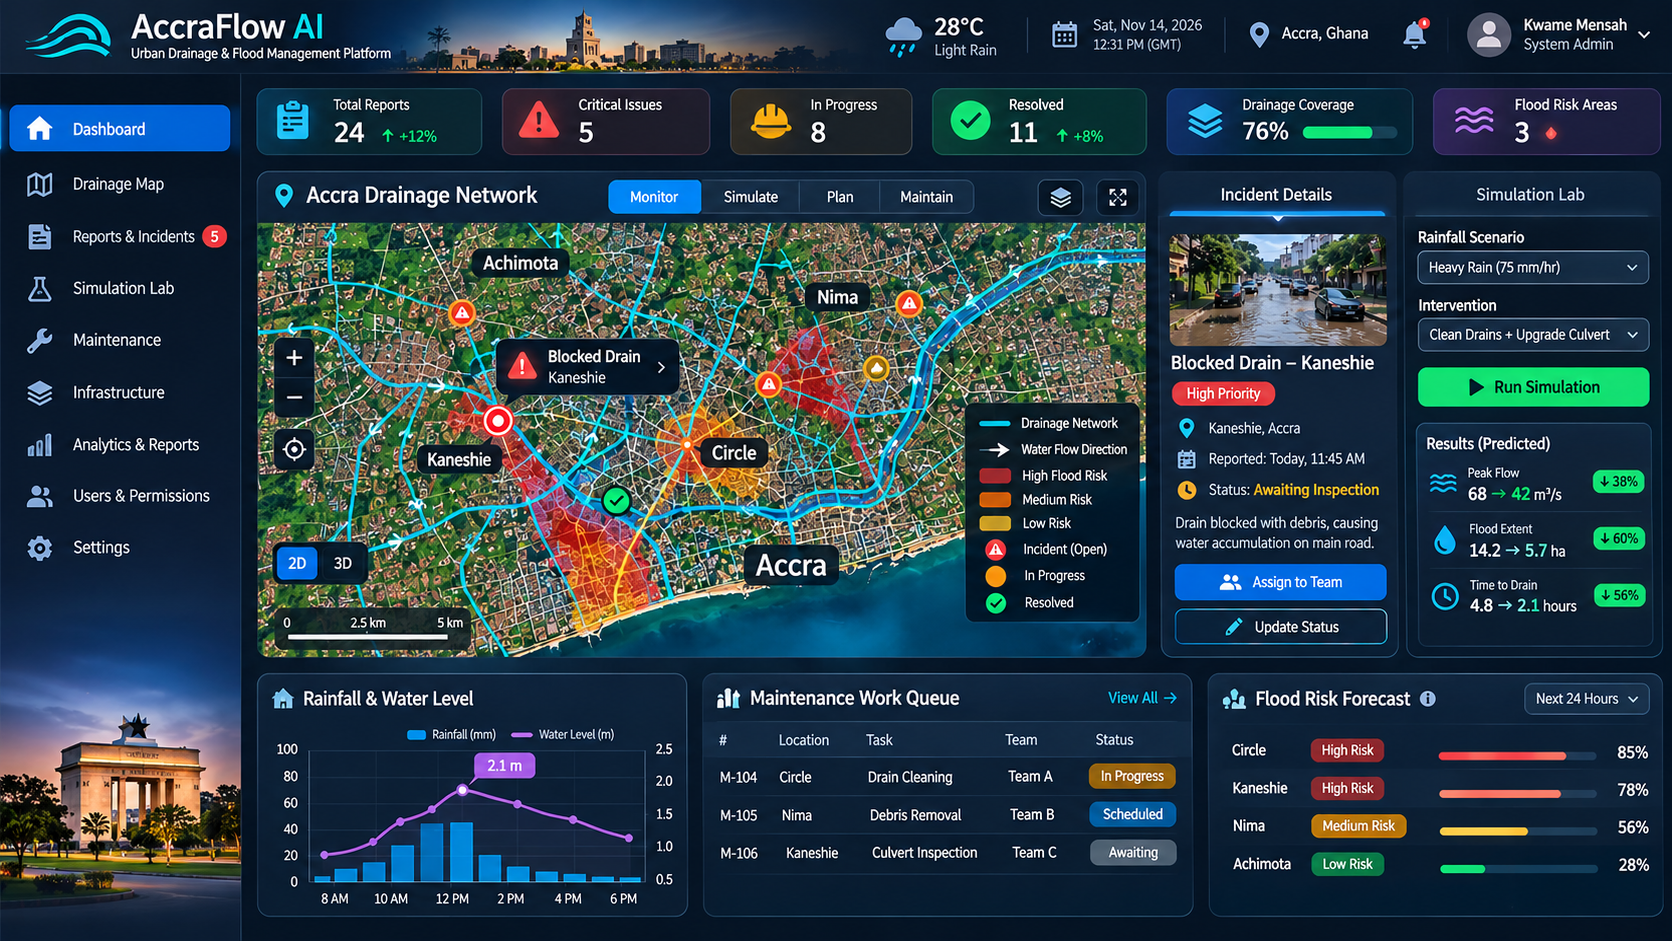 AccraFlow AI
Urban Drainage & Flood Management Platform
28°C
Light Rain
Sat, Nov 14, 2026
12:31 PM (GMT)
Accra, Ghana
Kwame Mensah
System Admin
Dashboard
Drainage Map
Reports & Incidents 5
Simulation Lab
Maintenance
Infrastructure
Analytics & Reports
Users & Permissions
Settings
Total Reports
24 ↑ +12%
Critical Issues
5
In Progress
8
Resolved
11 ↑ +8%
Drainage Coverage
76%
Flood Risk Areas
3
Accra Drainage Network
Monitor Simulate Plan Maintain
Achimota
Nima
Blocked Drain
Kaneshie
Kaneshie
Circle
Accra
+
−
2D 3D
0 2.5 km 5 km
Drainage Network
Water Flow Direction
High Flood Risk
Medium Risk
Low Risk
Incident (Open)
In Progress
Resolved
Incident Details
Blocked Drain – Kaneshie
High Priority
Kaneshie, Accra
Reported: Today, 11:45 AM
Status: Awaiting Inspection
Drain blocked with debris, causing
water accumulation on main road.
Assign to Team
Update Status
Simulation Lab
Rainfall Scenario
Heavy Rain (75 mm/hr)
Intervention
Clean Drains + Upgrade Culvert
Run Simulation
Results (Predicted)
Peak Flow
68 → 42 m³/s ↓ 38%
Flood Extent
14.2 → 5.7 ha ↓ 60%
Time to Drain
4.8 → 2.1 hours ↓ 56%
Rainfall & Water Level
Rainfall (mm) Water Level (m)
100 2.5
80 2.0
60 1.5
40 1.0
20 0.5
0
2.1 m
8 AM 10 AM 12 PM 2 PM 4 PM 6 PM
Maintenance Work Queue
View All →
# Location Task Team Status
M-104 Circle Drain Cleaning Team A In Progress
M-105 Nima Debris Removal Team B Scheduled
M-106 Kaneshie Culvert Inspection Team C Awaiting
Flood Risk Forecast
Next 24 Hours
Circle High Risk 85%
Kaneshie High Risk 78%
Nima Medium Risk 56%
Achimota Low Risk 28%